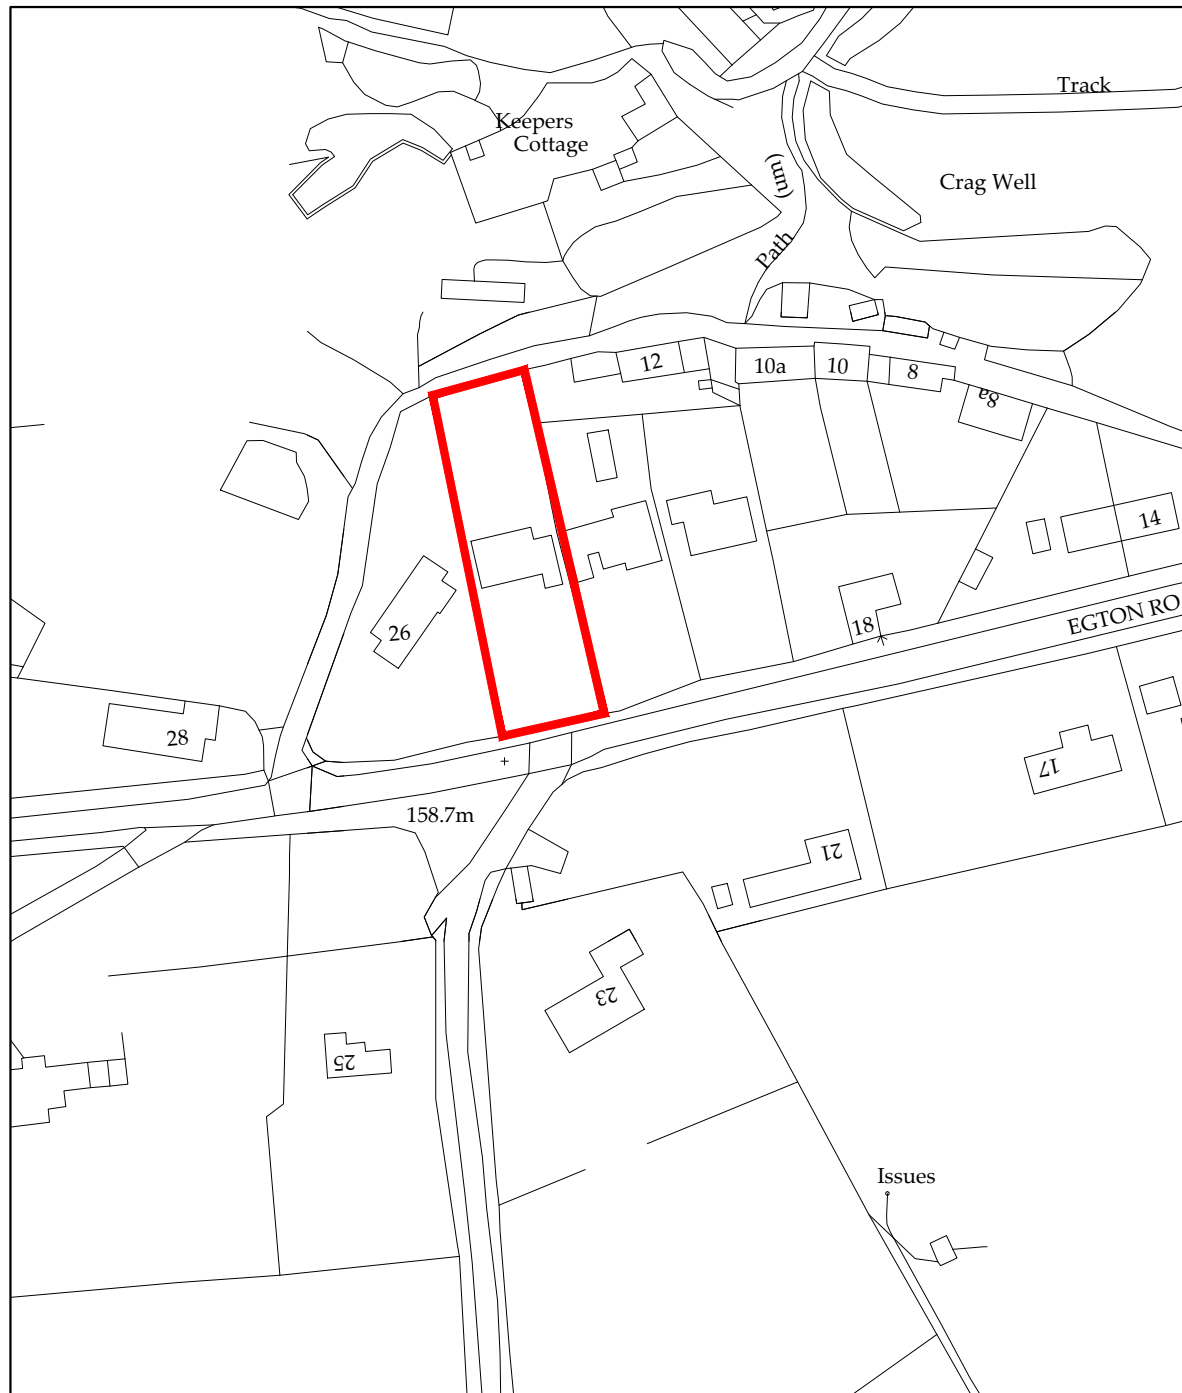 Track
Keepers
Cottage
(um)
Crag Well
Path
12
10a
10
8
8a
14
EGTON RO
18
26
28
17
158.7m
21
23
25
Issues